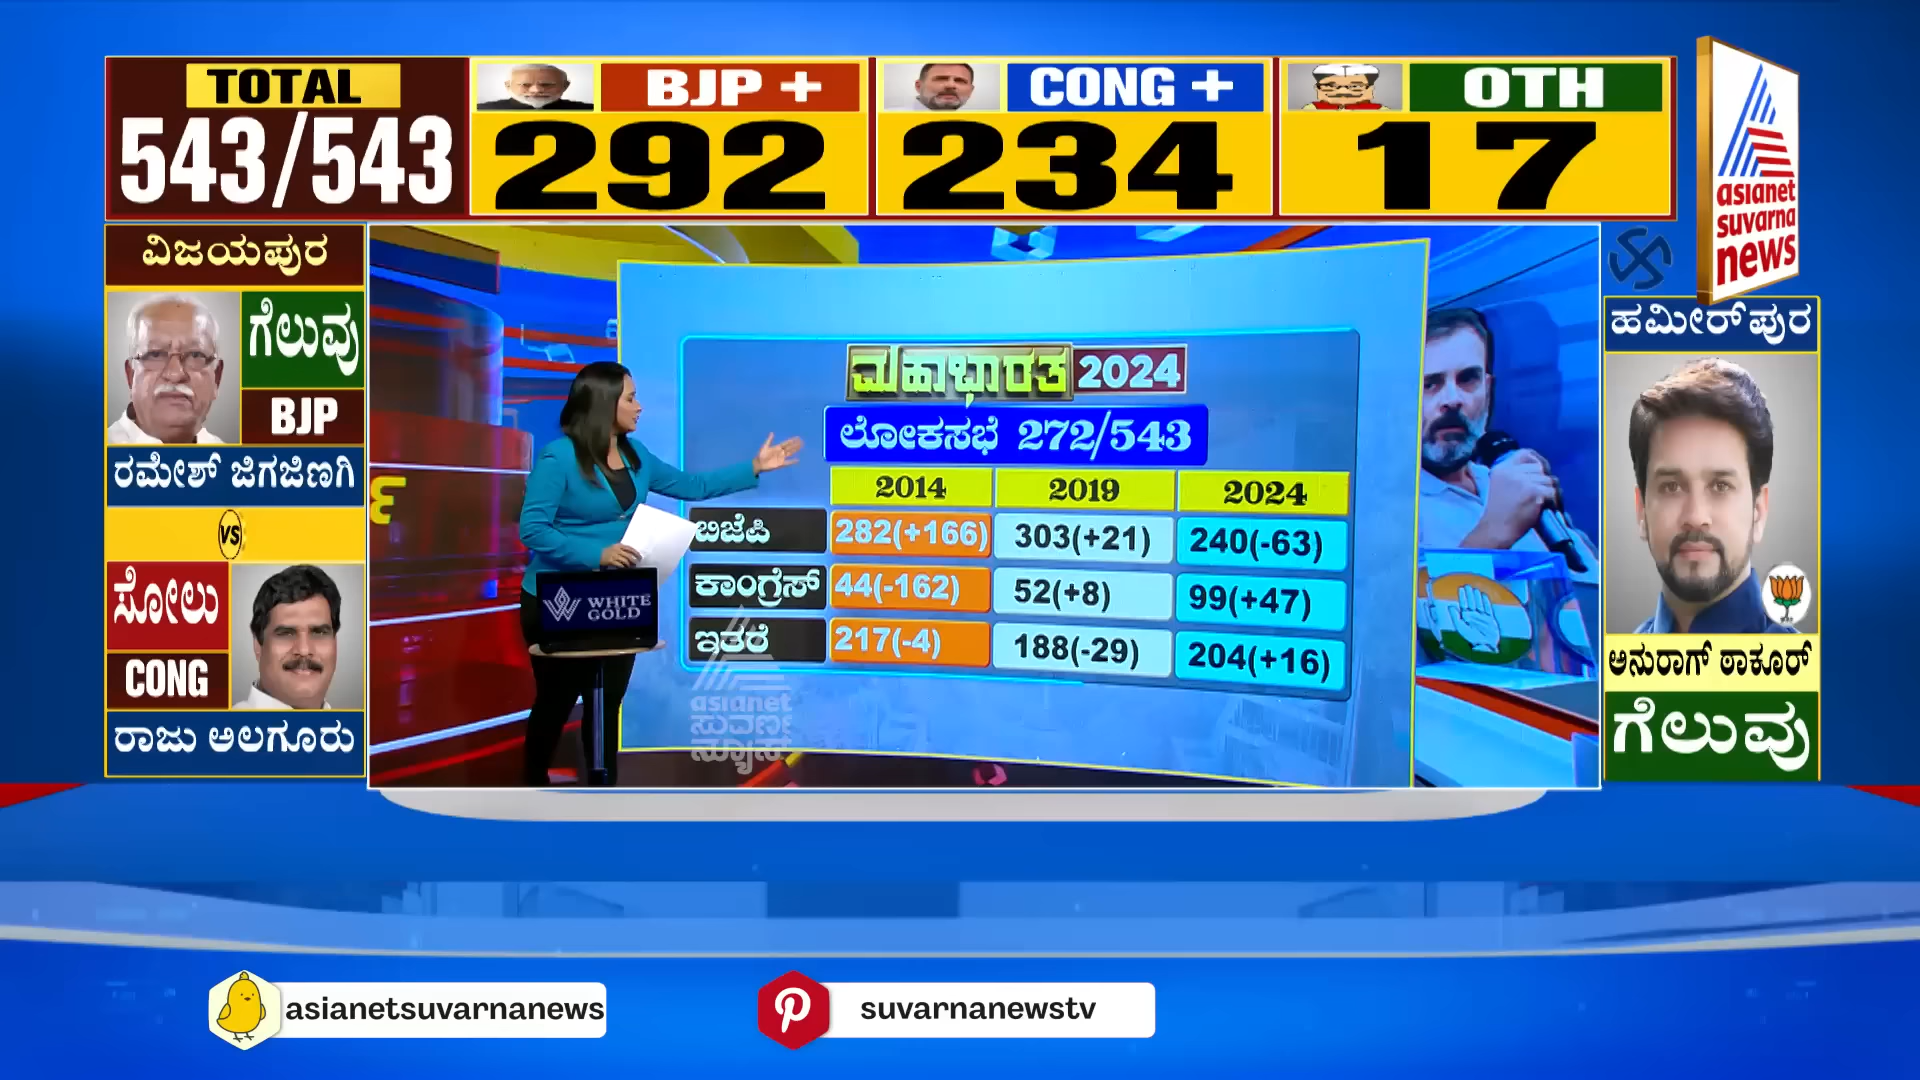 TOTAL
543/543
BJP +
292
CONG +
234
OTH
17
asianet
suvarna
news
ವಿಜಯಪುರ
ಗೆಲುವು
BJP
ರಮೇಶ್ ಜಿಗಜಿಣಗಿ
VS
ಸೋಲು
CONG
ರಾಜು ಅಲಗೂರು
ಮಹಾಭಾರತ 2024
ಲೋಕಸಭೆ 272/543
2014 2019 2024
ಬಿಜೆಪಿ 282(+166) 303(+21) 240(-63)
ಕಾಂಗ್ರೆಸ್ 44(-162) 52(+8) 99(+47)
ಇತರೆ 217(-4) 188(-29) 204(+16)
WHITE
GOLD
asianet
ಸುವರ್ಣ
ನ್ಯೂಸ್
ಹಮೀರ್‌ಪುರ
ಅನುರಾಗ್ ಠಾಕೂರ್
ಗೆಲುವು
asianetsuvarnanews
suvarnanewstv